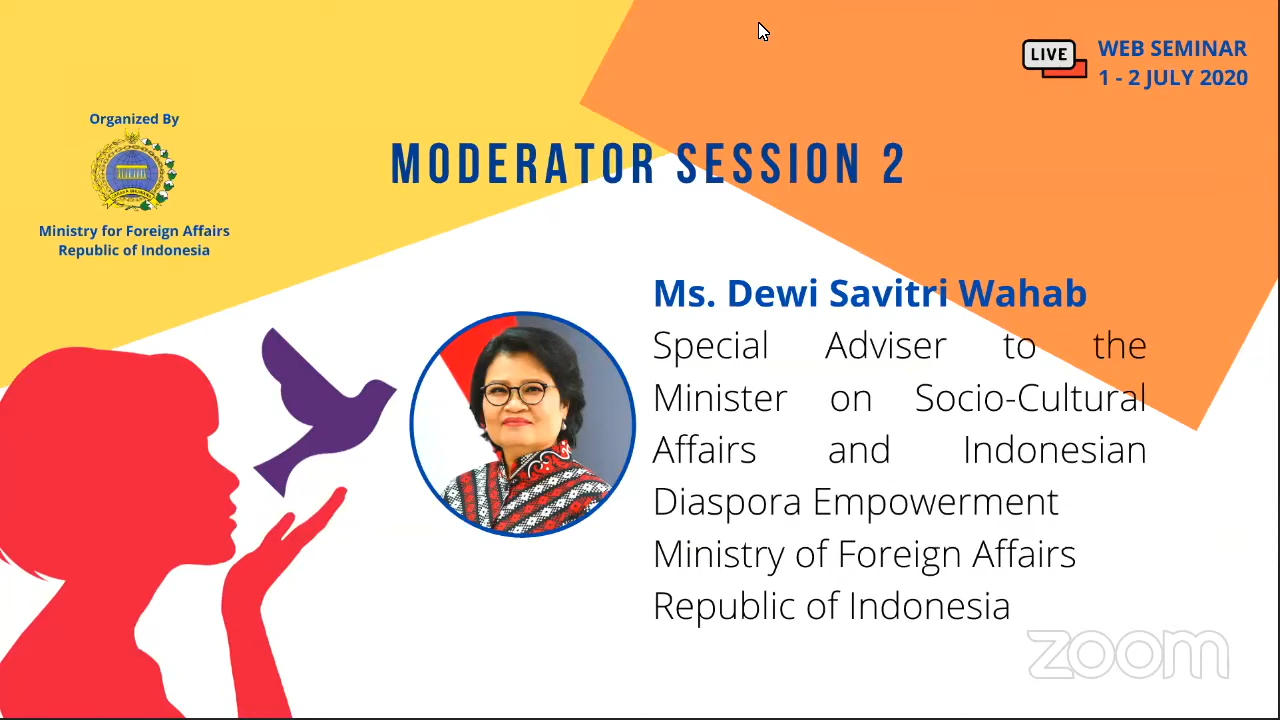 LIVE
WEB SEMINAR
1 - 2 JULY 2020
Organized By
Ministry for Foreign Affairs
Republic of Indonesia
MODERATOR SESSION 2
Ms. Dewi Savitri Wahab
Special Adviser to the
Minister on Socio-Cultural
Affairs and Indonesian
Diaspora Empowerment
Ministry of Foreign Affairs
Republic of Indonesia
zoom